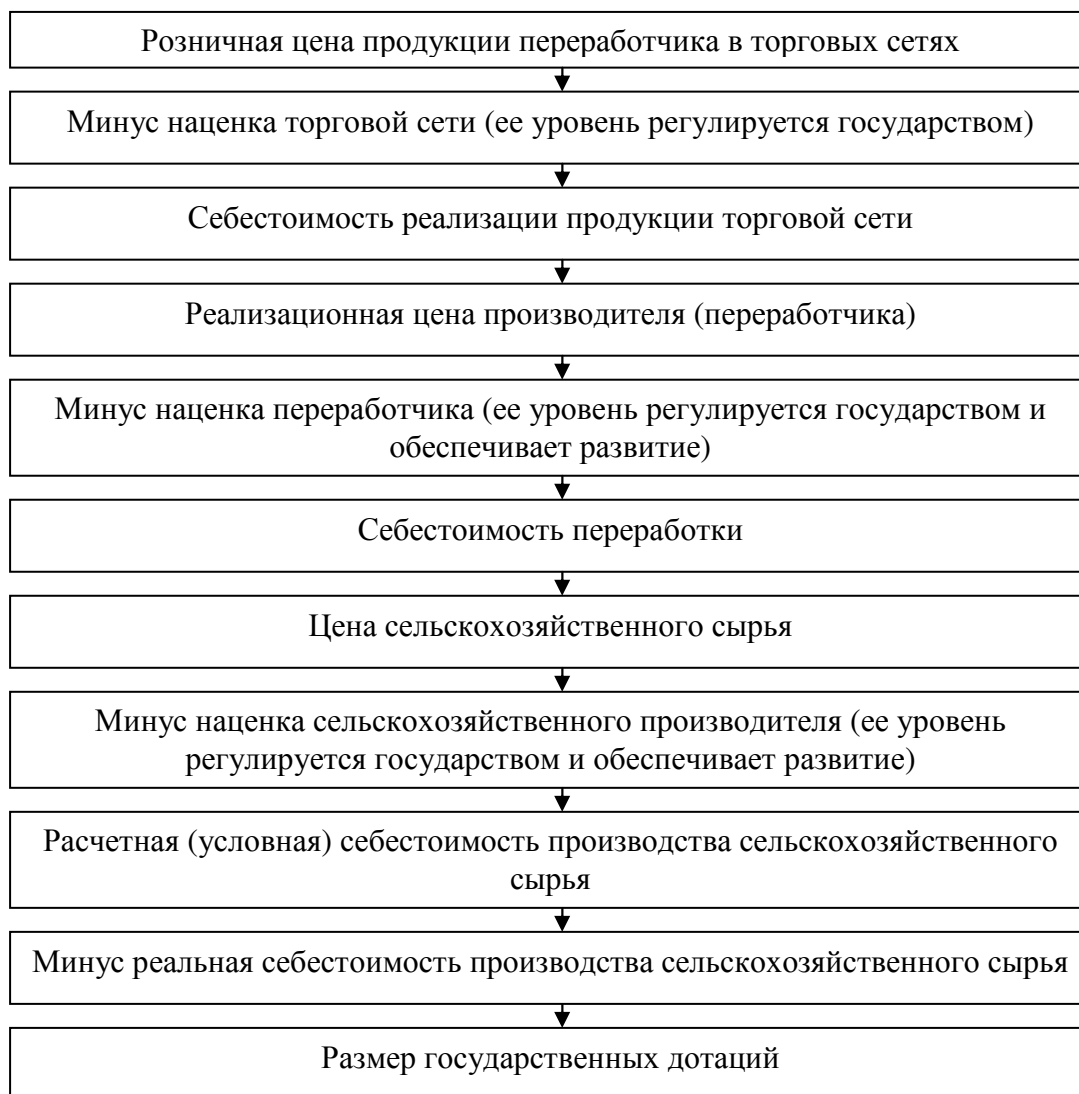 Розничная цена продукции переработчика в торговых сетях
Минус наценка торговой сети (ее уровень регулируется государством)
Себестоимость реализации продукции торговой сети
Реализационная цена производителя (переработчика)
Минус наценка переработчика (ее уровень регулируется государством и
обеспечивает развитие)
Себестоимость переработки
Цена сельскохозяйственного сырья
Минус наценка сельскохозяйственного производителя (ее уровень
регулируется государством и обеспечивает развитие)
Расчетная (условная) себестоимость производства сельскохозяйственного
сырья
Минус реальная себестоимость производства сельскохозяйственного сырья
Размер государственных дотаций